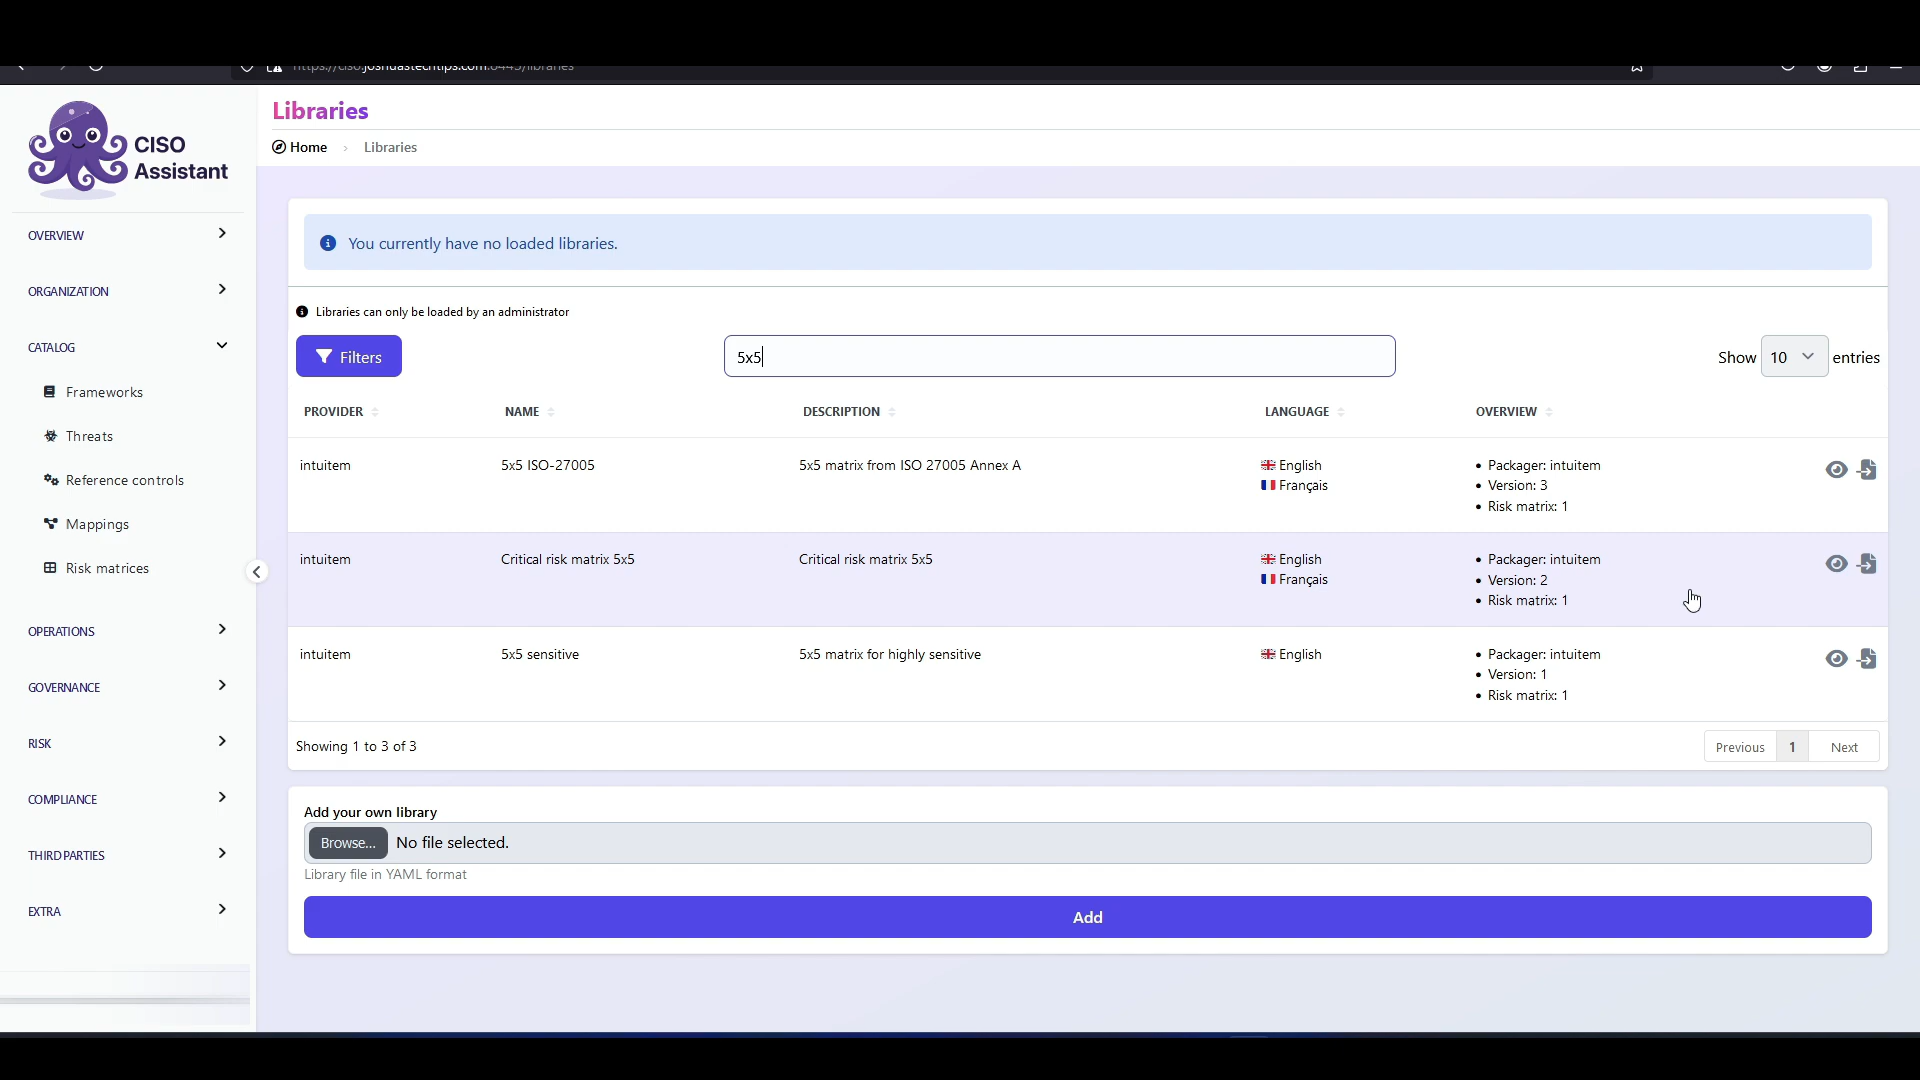 Libraries
CISO
Assistant
Home
Libraries
OVERVIEW
ORGANIZATION
CATALOG
Frameworks
Threats
Reference controls
Mappings
Risk matrices
OPERATIONS
GOVERNANCE
RISK
COMPLIANCE
THIRD PARTIES
EXTRA
You currently have no loaded libraries.
Libraries can only be loaded by an administrator
Filters
5x5
Show 10 entries
PROVIDER NAME DESCRIPTION LANGUAGE OVERVIEW
intuitem 5x5 ISO-27005 5x5 matrix from ISO 27005 Annex A English • Packager: intuitem
Français • Version: 3
• Risk matrix: 1
intuitem Critical risk matrix 5x5 Critical risk matrix 5x5 English • Packager: intuitem
Français • Version: 2
• Risk matrix: 1
intuitem 5x5 sensitive 5x5 matrix for highly sensitive English • Packager: intuitem
• Version: 1
• Risk matrix: 1
Showing 1 to 3 of 3
Previous 1 Next
Add your own library
Browse... No file selected.
Library file in YAML format
Add